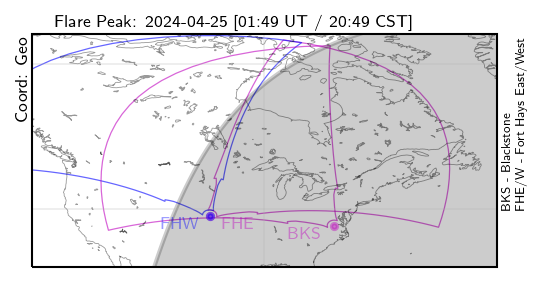 Flare Peak: 2024-04-25 [01:49 UT / 20:49 CST]
Coord: Geo
FHW
FHE
BKS
BKS - Blackstone
FHE/W - Fort Hays East/West